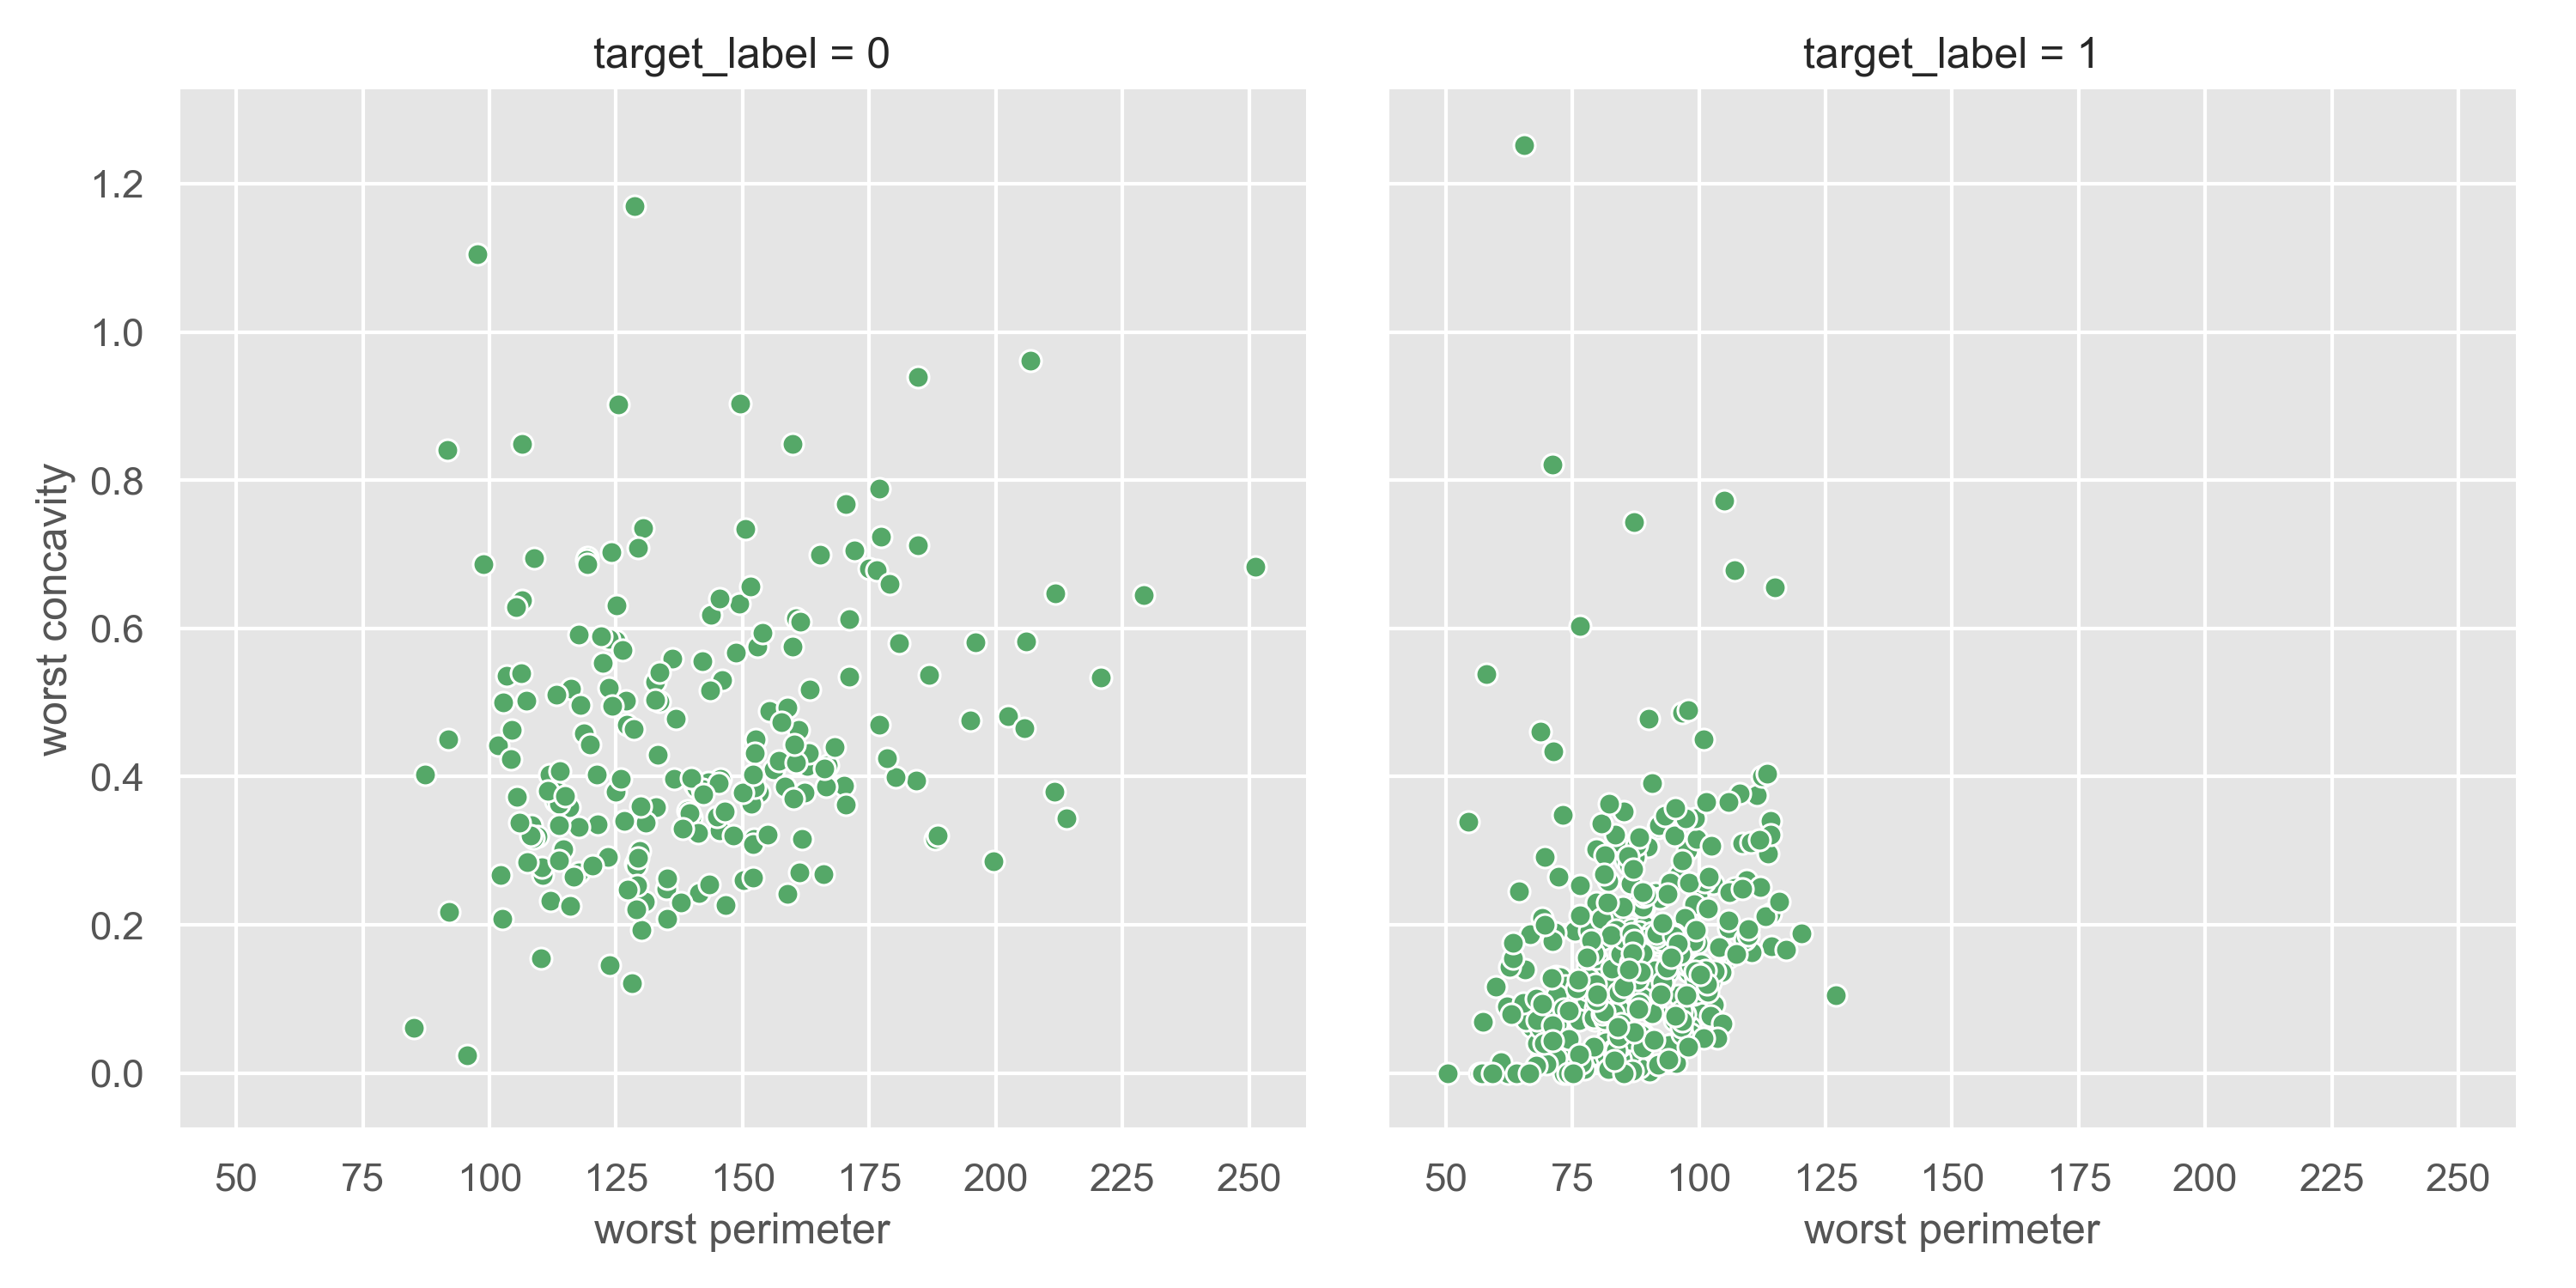 target_label = 0
target_label = 1
worst concavity
1.2
1.0
0.8
0.6
0.4
0.2
0.0
50 75 100 125 150 175 200 225 250
50 75 100 125 150 175 200 225 250
worst perimeter
worst perimeter